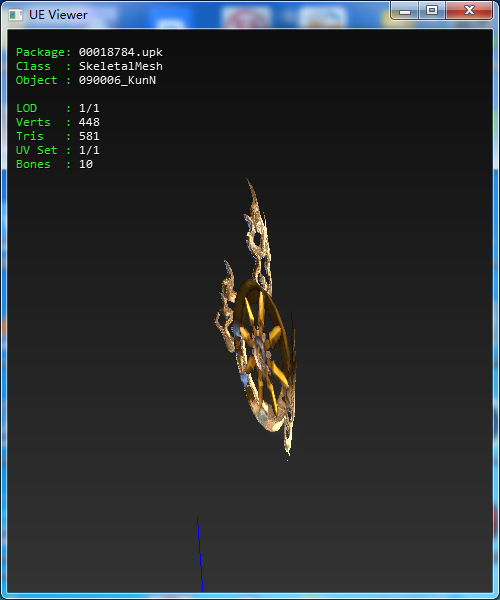 UE Viewer
Package: 00018784.upk
Class : SkeletalMesh
Object : 090006_KunN
LOD : 1/1
Verts : 448
Tris : 581
UV Set : 1/1
Bones : 10